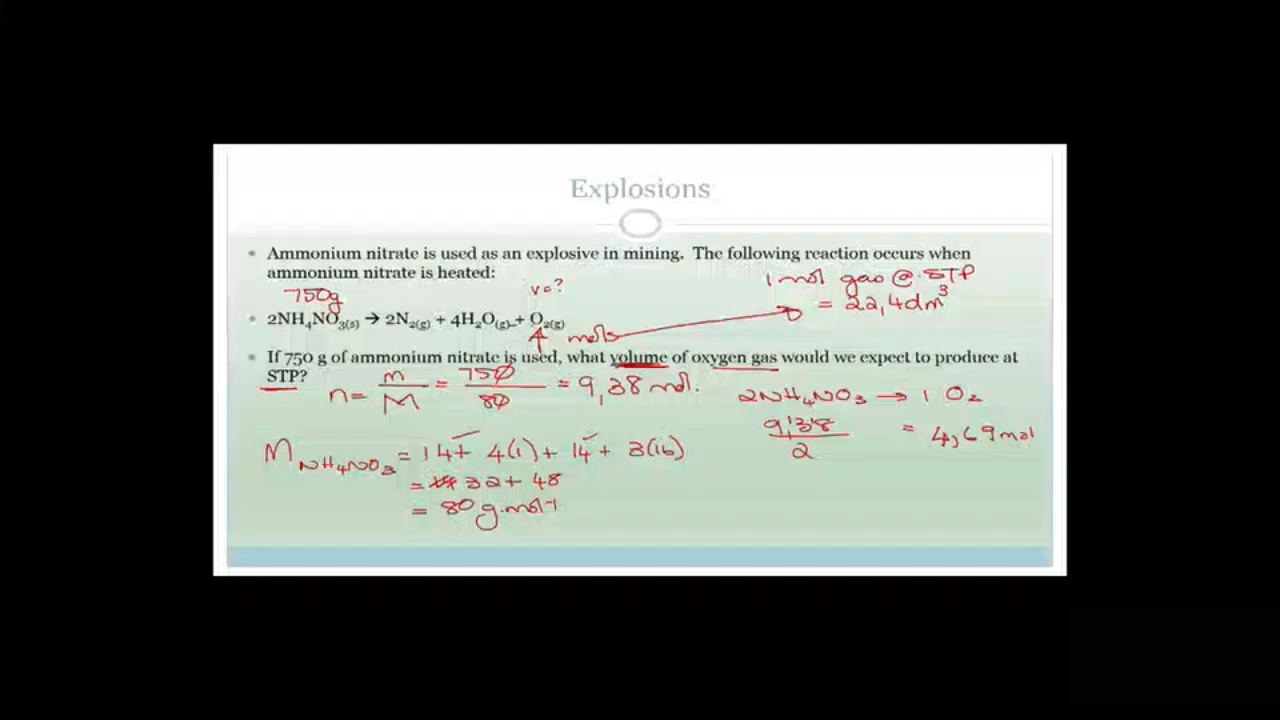 Explosions
Ammonium nitrate is used as an explosive in mining. The following reaction occurs when
ammonium nitrate is heated:
1 mol gas @ STP
= 22,4dm³
750g
v=?
2NH₄NO₃₍ₛ₎ → 2N₂₍g₎ + 4H₂O₍g₎ + O₂₍g₎
mols
If 750 g of ammonium nitrate is used, what volume of oxygen gas would we expect to produce at
STP?
n = m/M = 750/80 = 9,38 mol.
2NH₄NO₃ → 1 O₂
9,38/2 = 4,69mol
M NH₄NO₃ = 14 + 4(1) + 14 + 3(16)
= 32 + 48
= 80 g.mol⁻¹